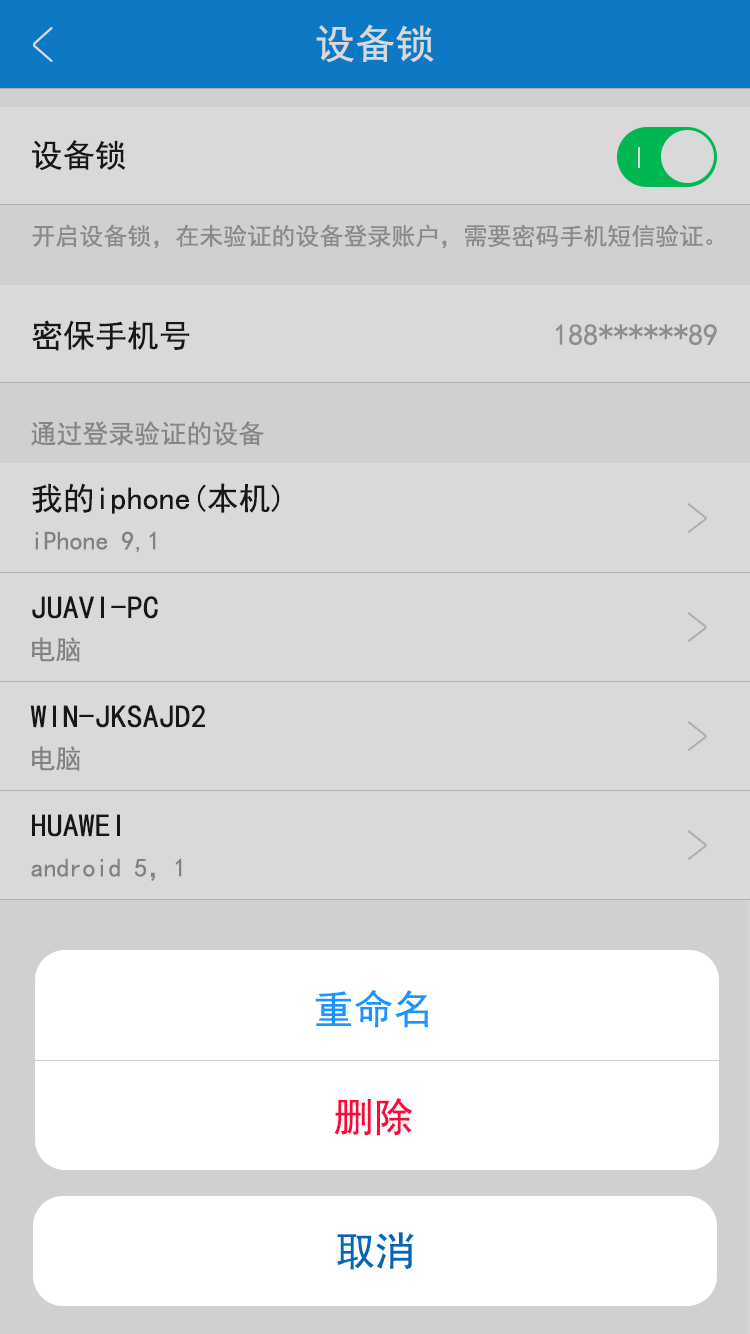 设备锁
设备锁
开启设备锁，在未验证的设备登录账户，需要密码手机短信验证。
密保手机号 188******89
通过登录验证的设备
我的iphone(本机)
iPhone 9,1
JUAVI-PC
电脑
WIN-JKSAJD2
电脑
HUAWEI
android 5，1
重命名
删除
取消